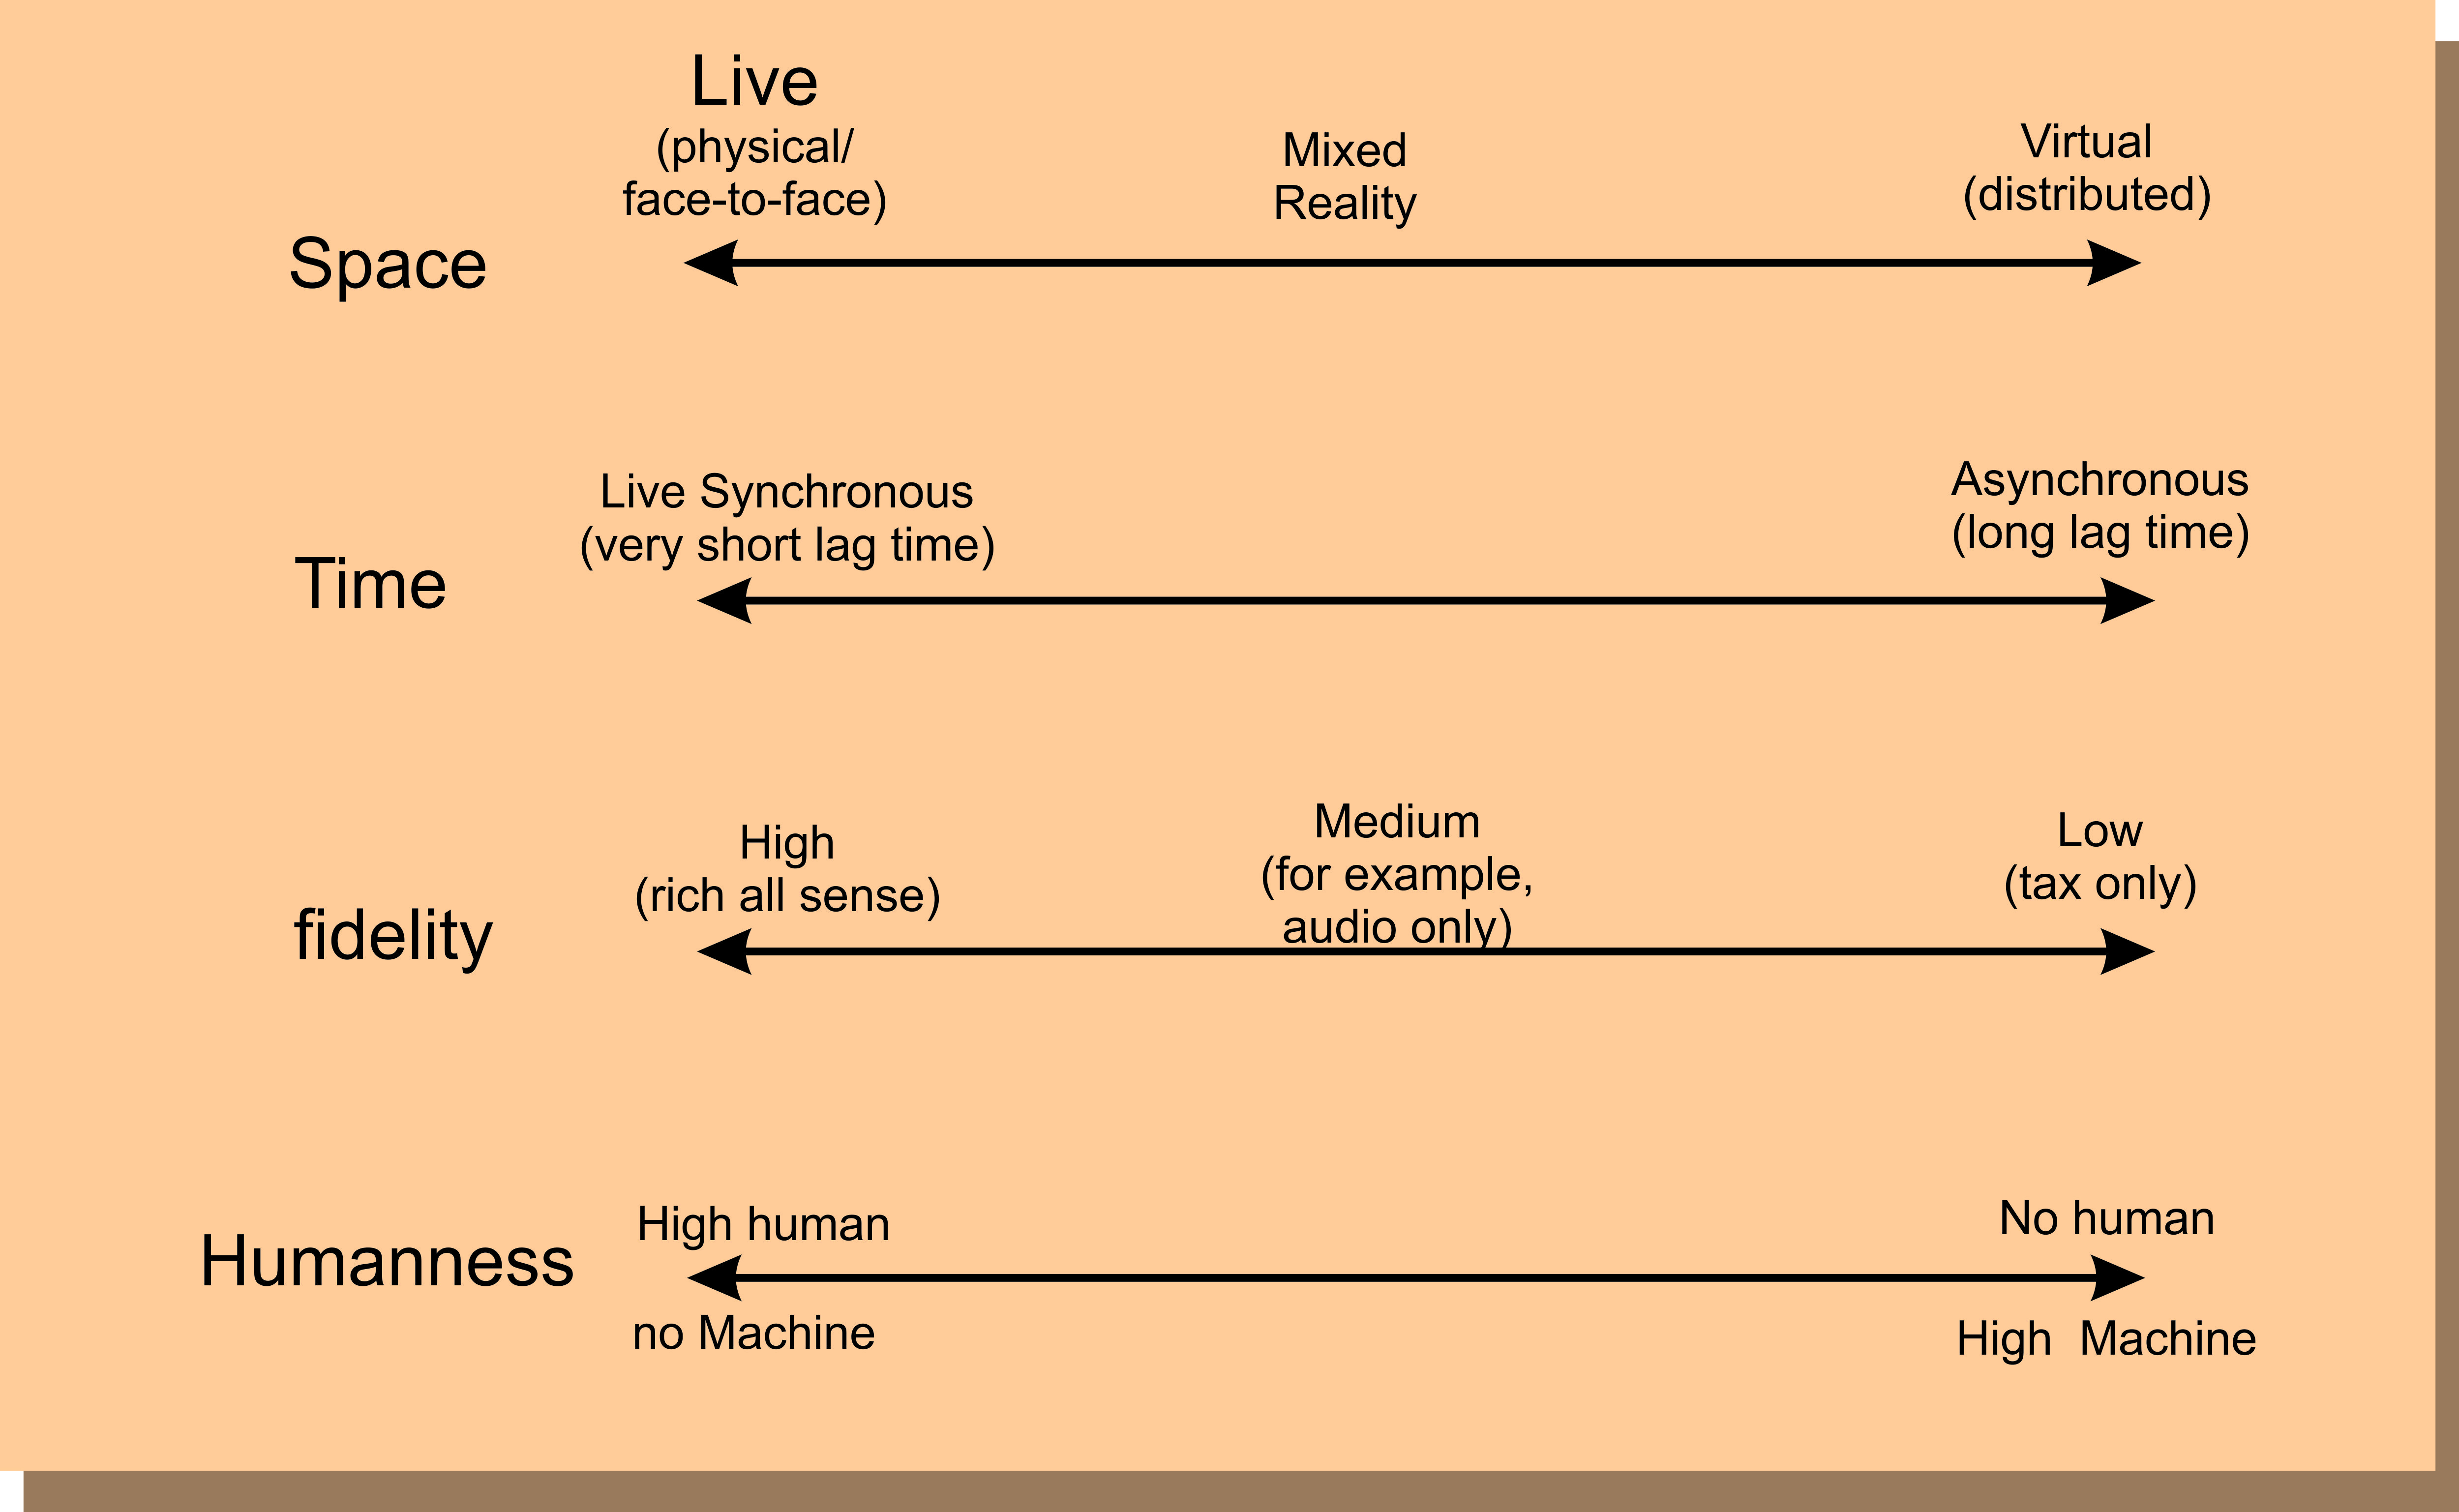 Live
(physical/
face-to-face)
Mixed
Reality
Virtual
(distributed)
Space
Live Synchronous
(very short lag time)
Asynchronous
(long lag time)
Time
High
(rich all sense)
Medium
(for example,
audio only)
Low
(tax only)
fidelity
High human
No human
Humanness
no Machine
High  Machine